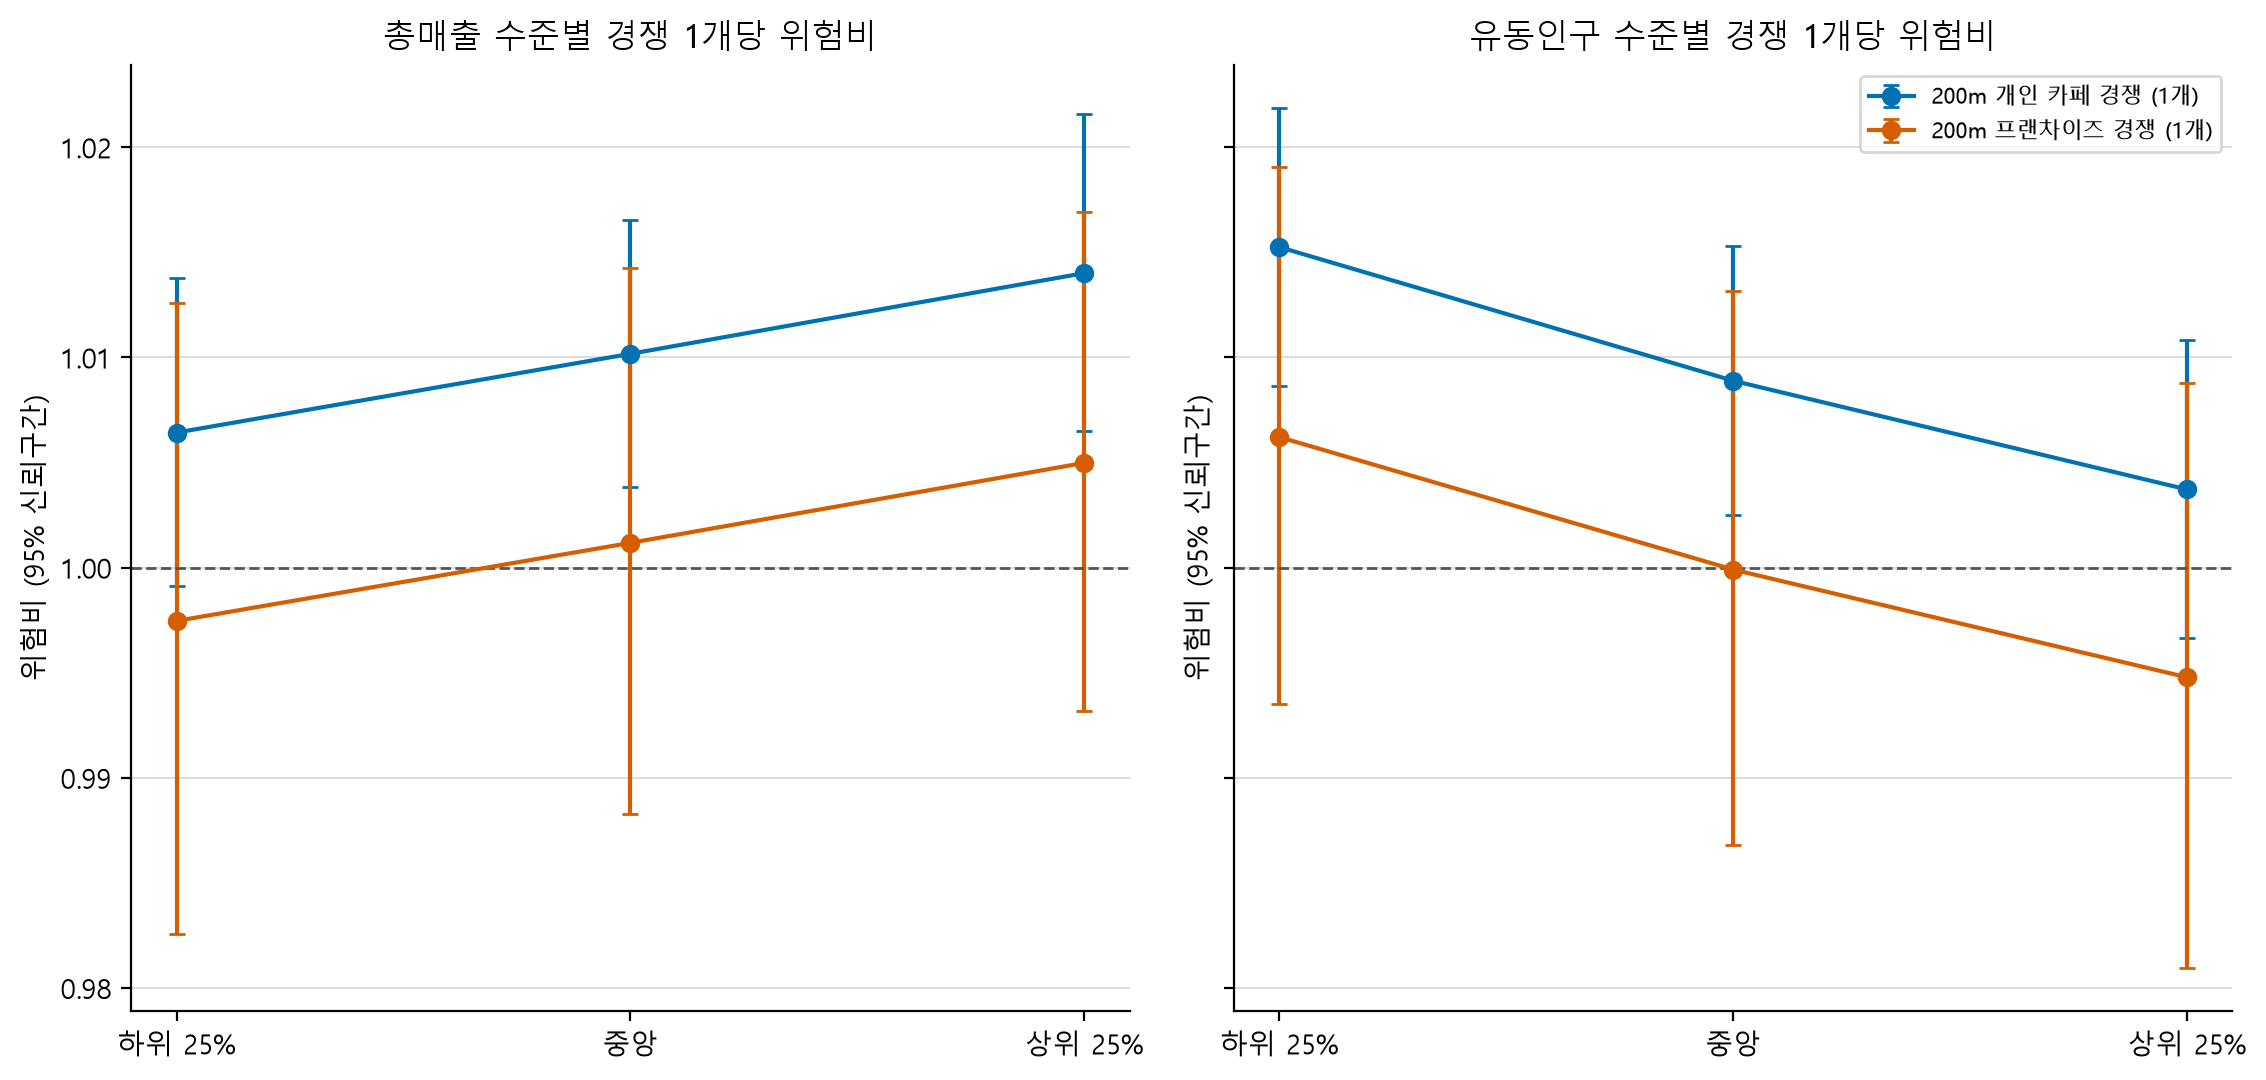 총매출 수준별 경쟁 1개당 위험비
위험비 (95% 신뢰구간)
1.02
1.01
1.00
0.99
0.98
하위 25%
중앙
상위 25%
유동인구 수준별 경쟁 1개당 위험비
200m 개인 카페 경쟁 (1개)
200m 프랜차이즈 경쟁 (1개)
위험비 (95% 신뢰구간)
하위 25%
중앙
상위 25%